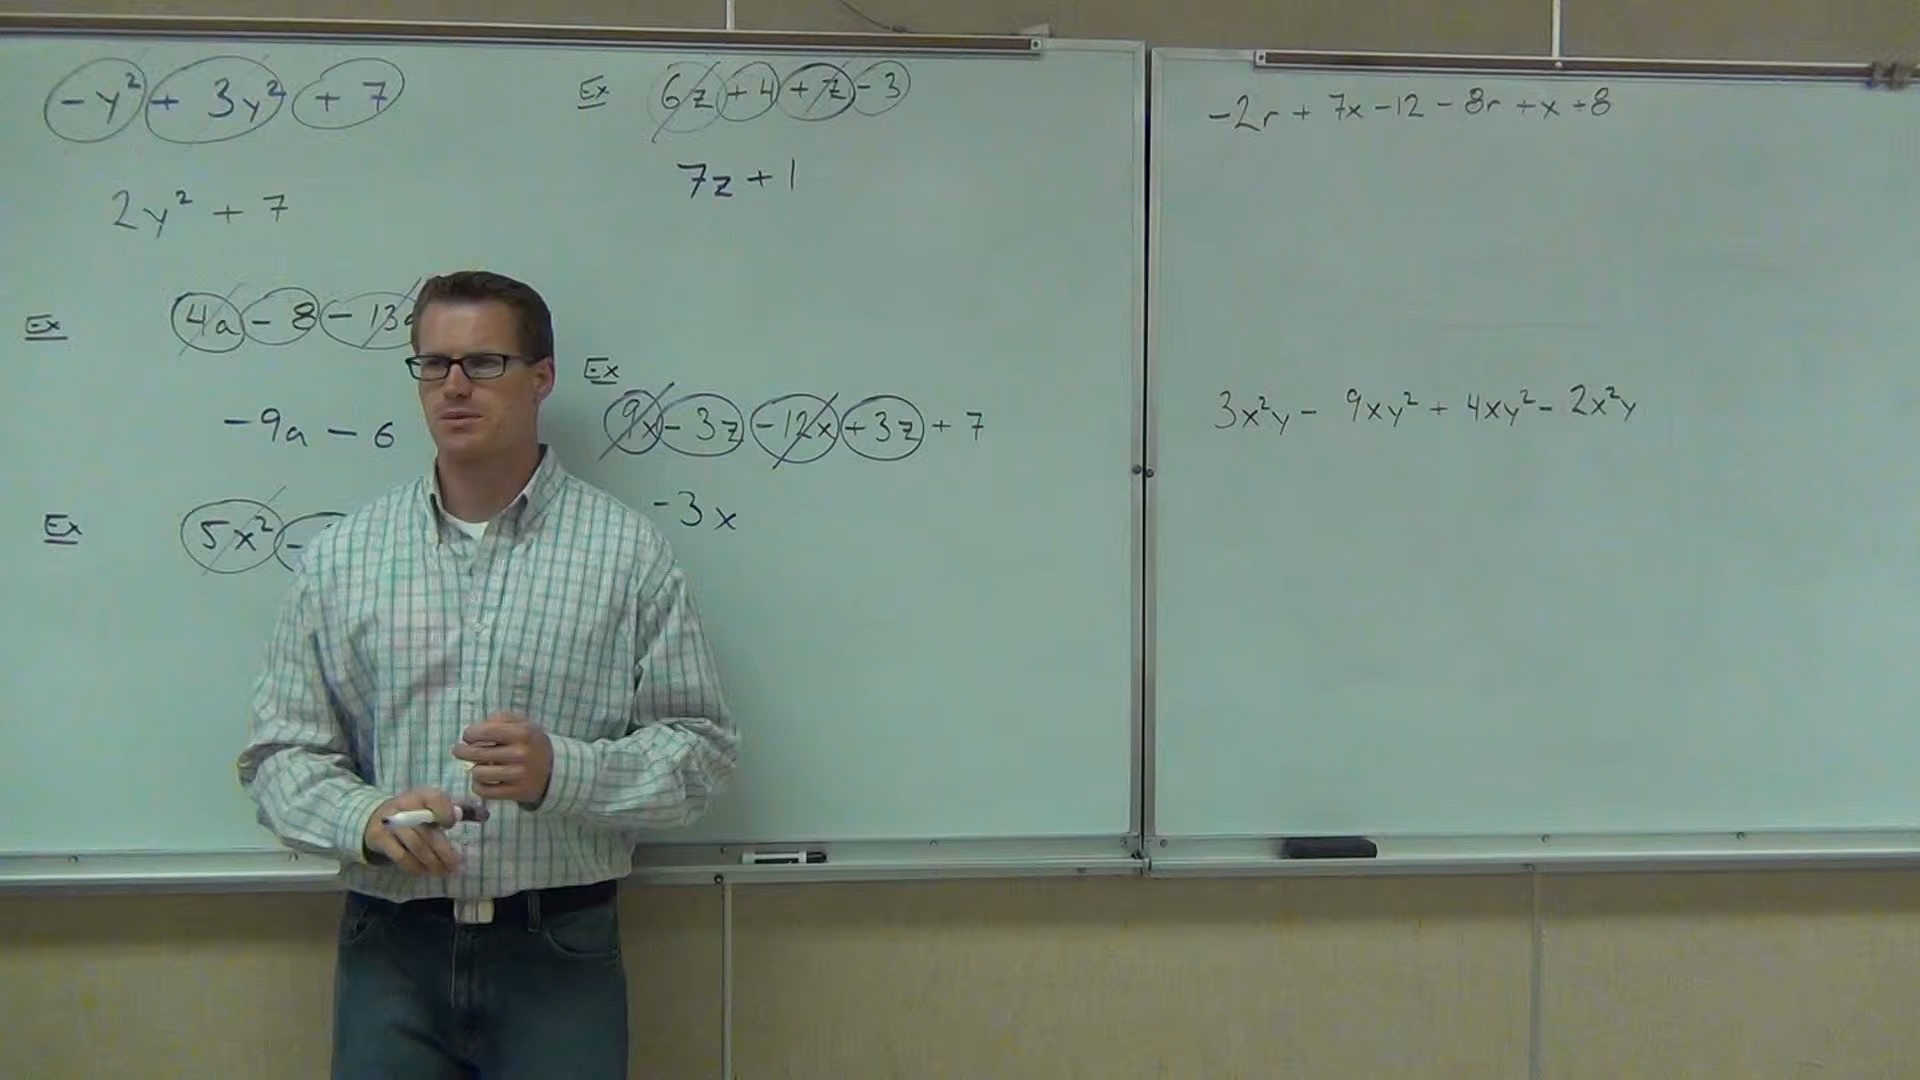 -y² + 3y² + 7
2y² + 7
Ex 4a - 8 - 13
-9a - 6
Ex 5x² -
Ex 6z + 4 + z - 3
7z + 1
Ex
9x - 3z - 12x + 3z + 7
-3x
-2r + 7x - 12 - 8r + x + 8
3x²y - 9xy² + 4xy² - 2x²y